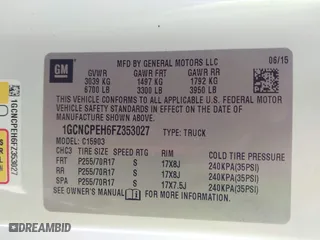 GM
MFD BY GENERAL MOTORS LLC
06/15
GVWR GAWR FRT GAWR RR
3039 KG 1497 KG 1792 KG
6700 LB 3300 LB 3950 LB
THIS VEHICLE CONFORMS TO ALL APPLICABLE
U.S. FEDERAL MOTOR VEHICLE SAFETY
STANDARDS IN EFFECT ON THE DATE OF
MANUFACTURE SHOWN ABOVE.
1GCNCPEH6FZ353027 TYPE: TRUCK
MODEL: C15903
CHC3 TIRE SIZE SPEED RTG RIM COLD TIRE PRESSURE
FRT P255/70R17 S 17X8J 240KPA(35PSI)
RR P255/70R17 S 17X8J 240KPA(35PSI)
SPA P255/70R17 S 17X7.5J 240KPA(35PSI)
SEE OWNER'S MANUAL FOR ADDITIONAL INFORMATION.
1GCNCPEH6FZ353027
DREAMBID